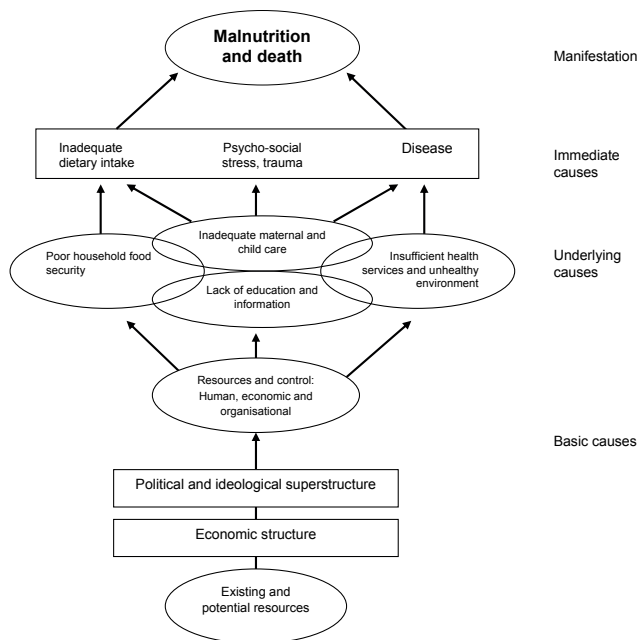 Malnutrition
and death
Manifestation
Inadequate
dietary intake
Psycho-social
stress, trauma
Disease
Immediate
causes
Inadequate maternal and
child care
Poor household food
security
Insufficient health
services and unhealthy
environment
Underlying
causes
Lack of education and
information
Resources and control:
Human, economic and
organisational
Basic causes
Political and ideological superstructure
Economic structure
Existing and
potential resources